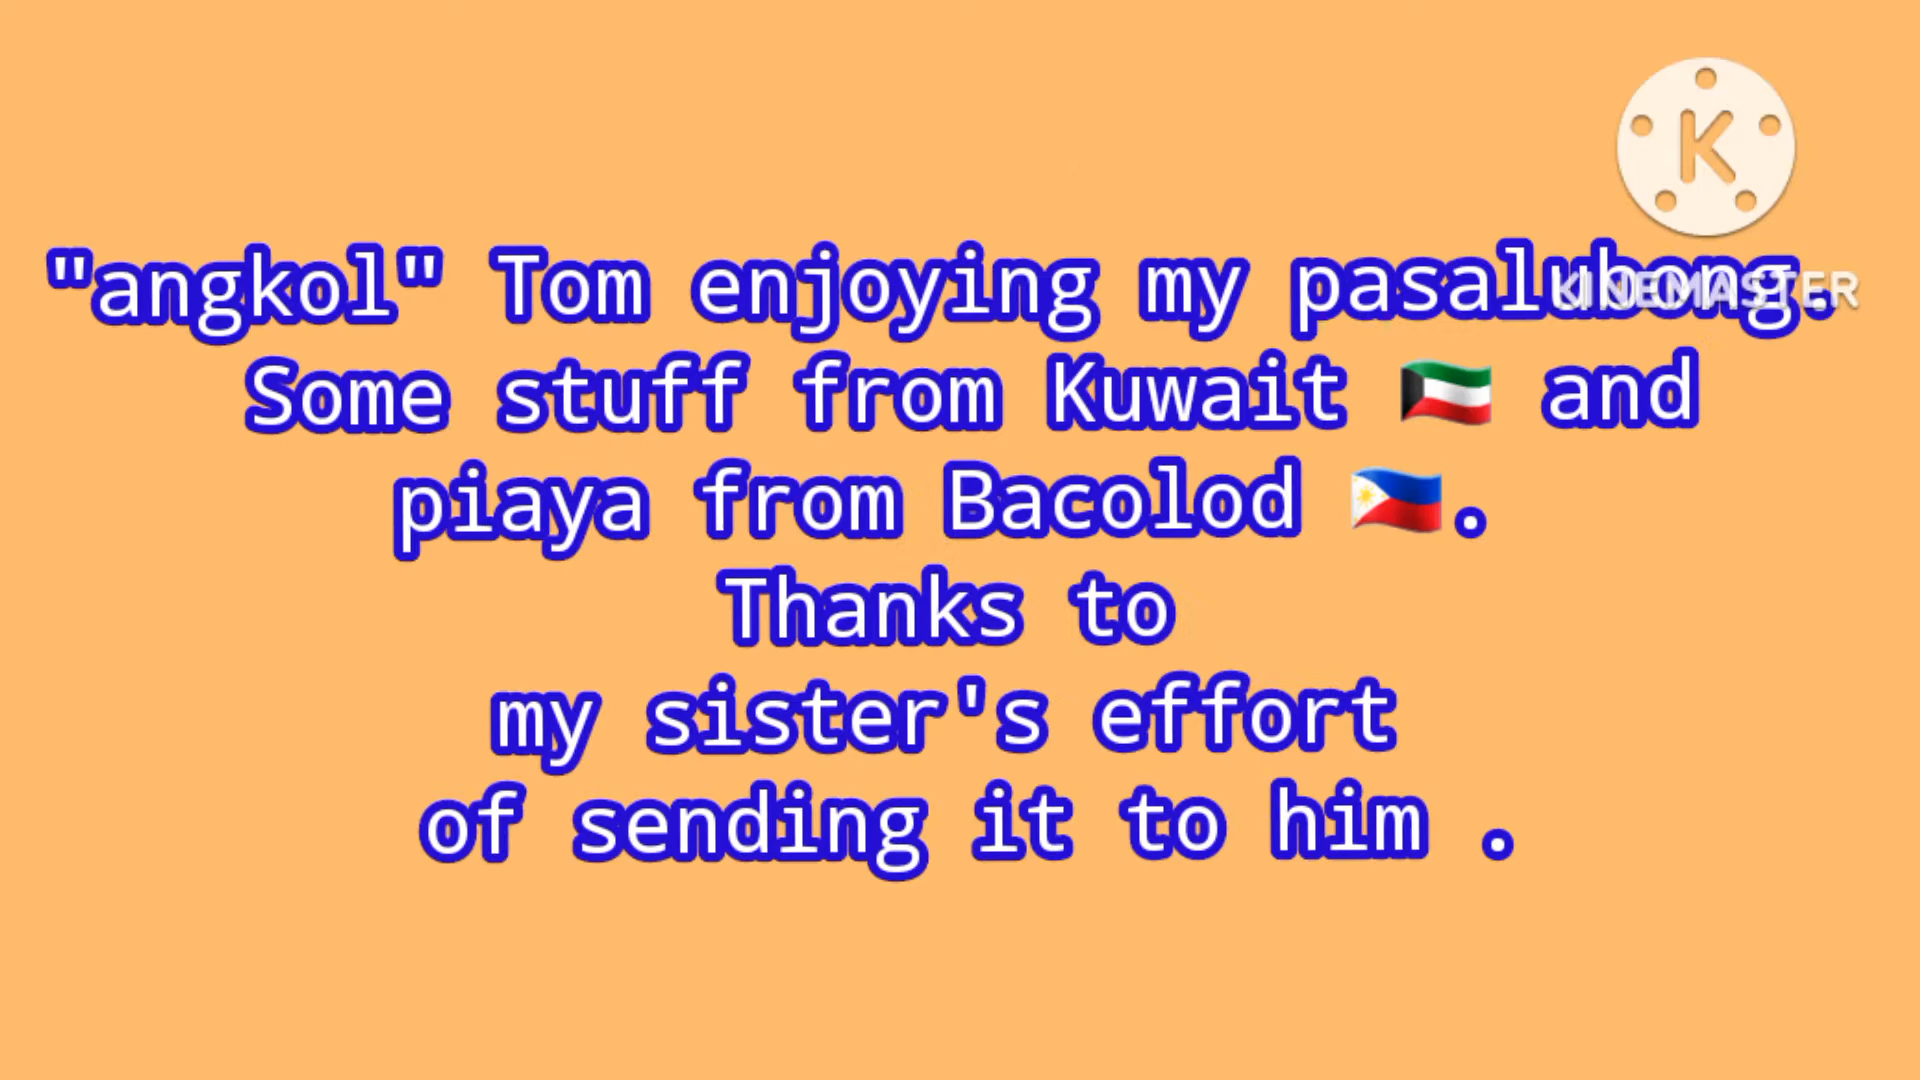 K
KINEMASTER
"angkol" Tom enjoying my pasalubong.
Some stuff from Kuwait 🇰🇼 and
piaya from Bacolod 🇵🇭.
Thanks to
my sister's effort
of sending it to him .